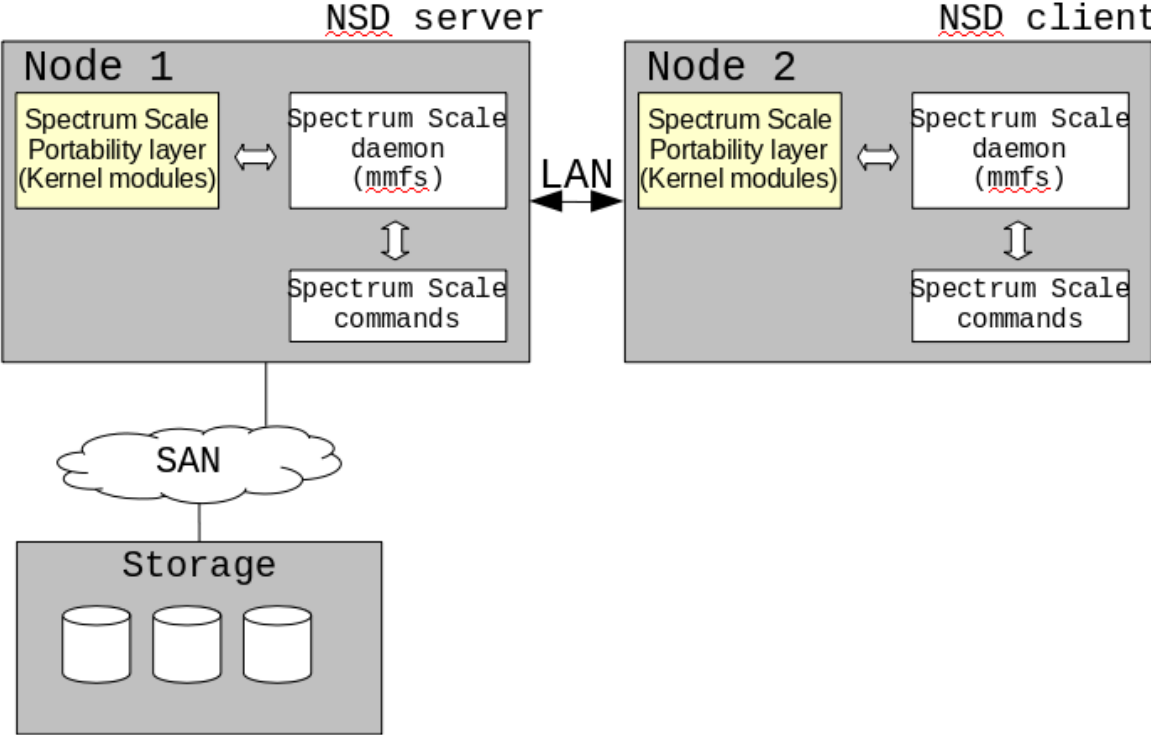 NSD server
NSD client
Node 1
Spectrum Scale
Portability layer
(Kernel modules)
Spectrum Scale
daemon
(mmfs)
Spectrum Scale
commands
LAN
Node 2
Spectrum Scale
Portability layer
(Kernel modules)
Spectrum Scale
daemon
(mmfs)
Spectrum Scale
commands
SAN
Storage